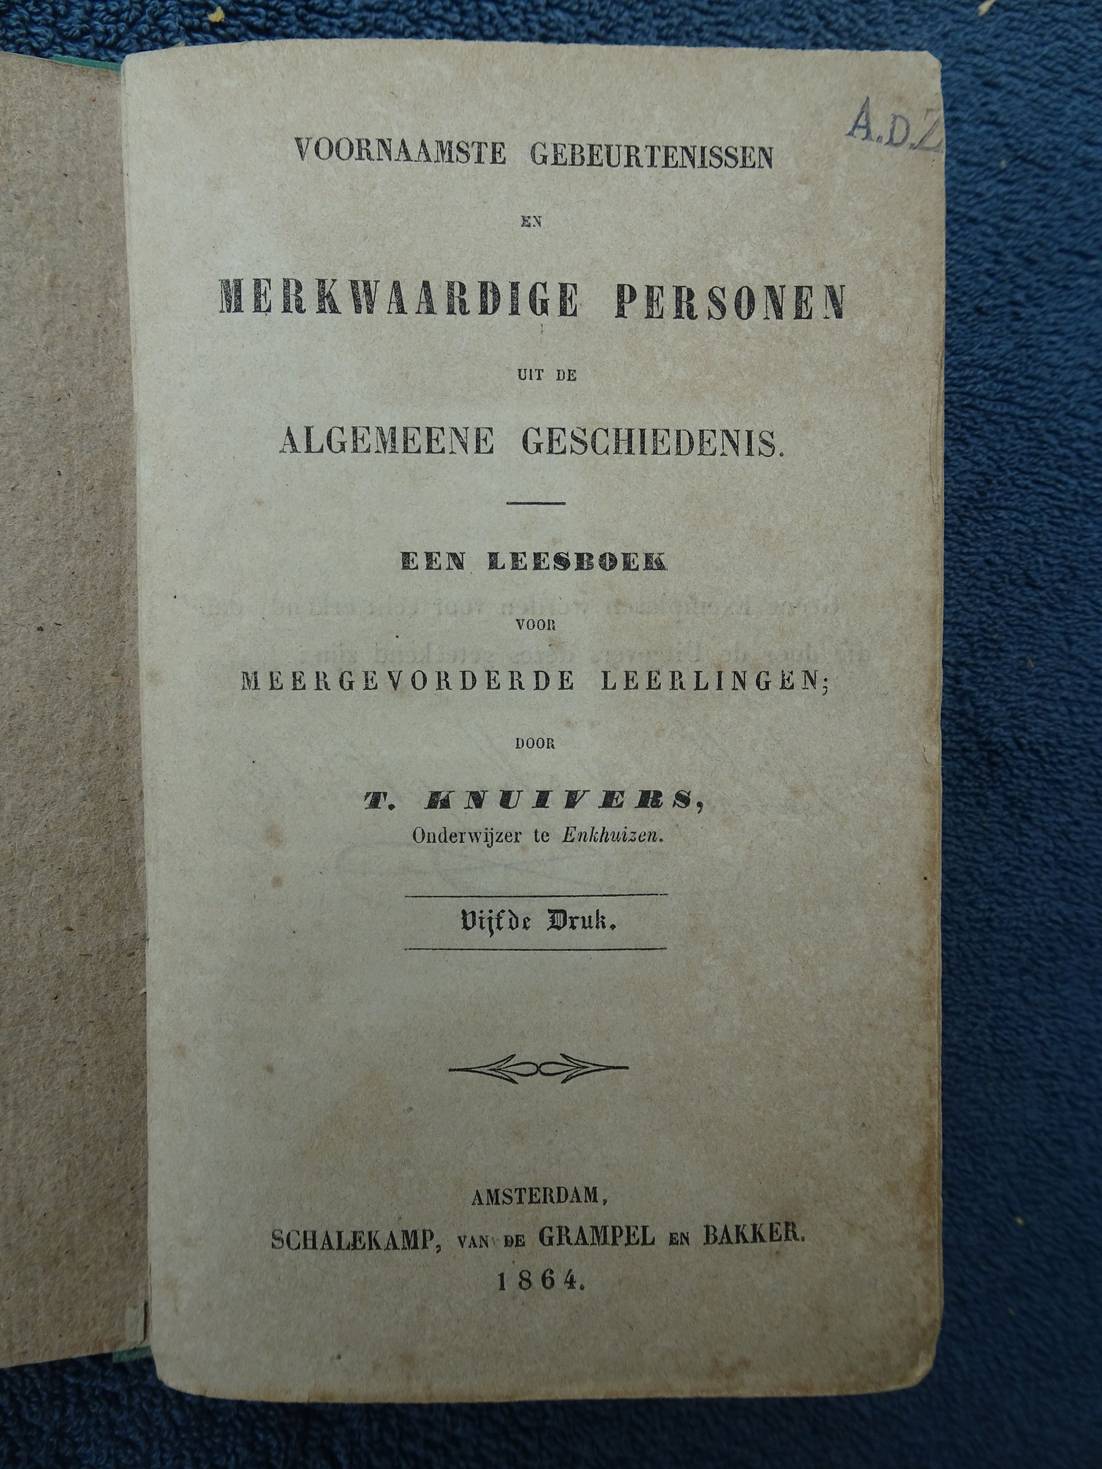 A.D.Z
VOORNAAMSTE GEBEURTENISSEN
EN
MERKWAARDIGE PERSONEN
UIT DE
ALGEMEENE GESCHIEDENIS.
EEN LEESBOEK
VOOR
MEERGEVORDERDE LEERLINGEN;
DOOR
T. KNUIVERS,
Onderwijzer te Enkhuizen.
Vijfde Druk.
AMSTERDAM,
SCHALEKAMP, VAN DE GRAMPEL EN BAKKER.
1864.